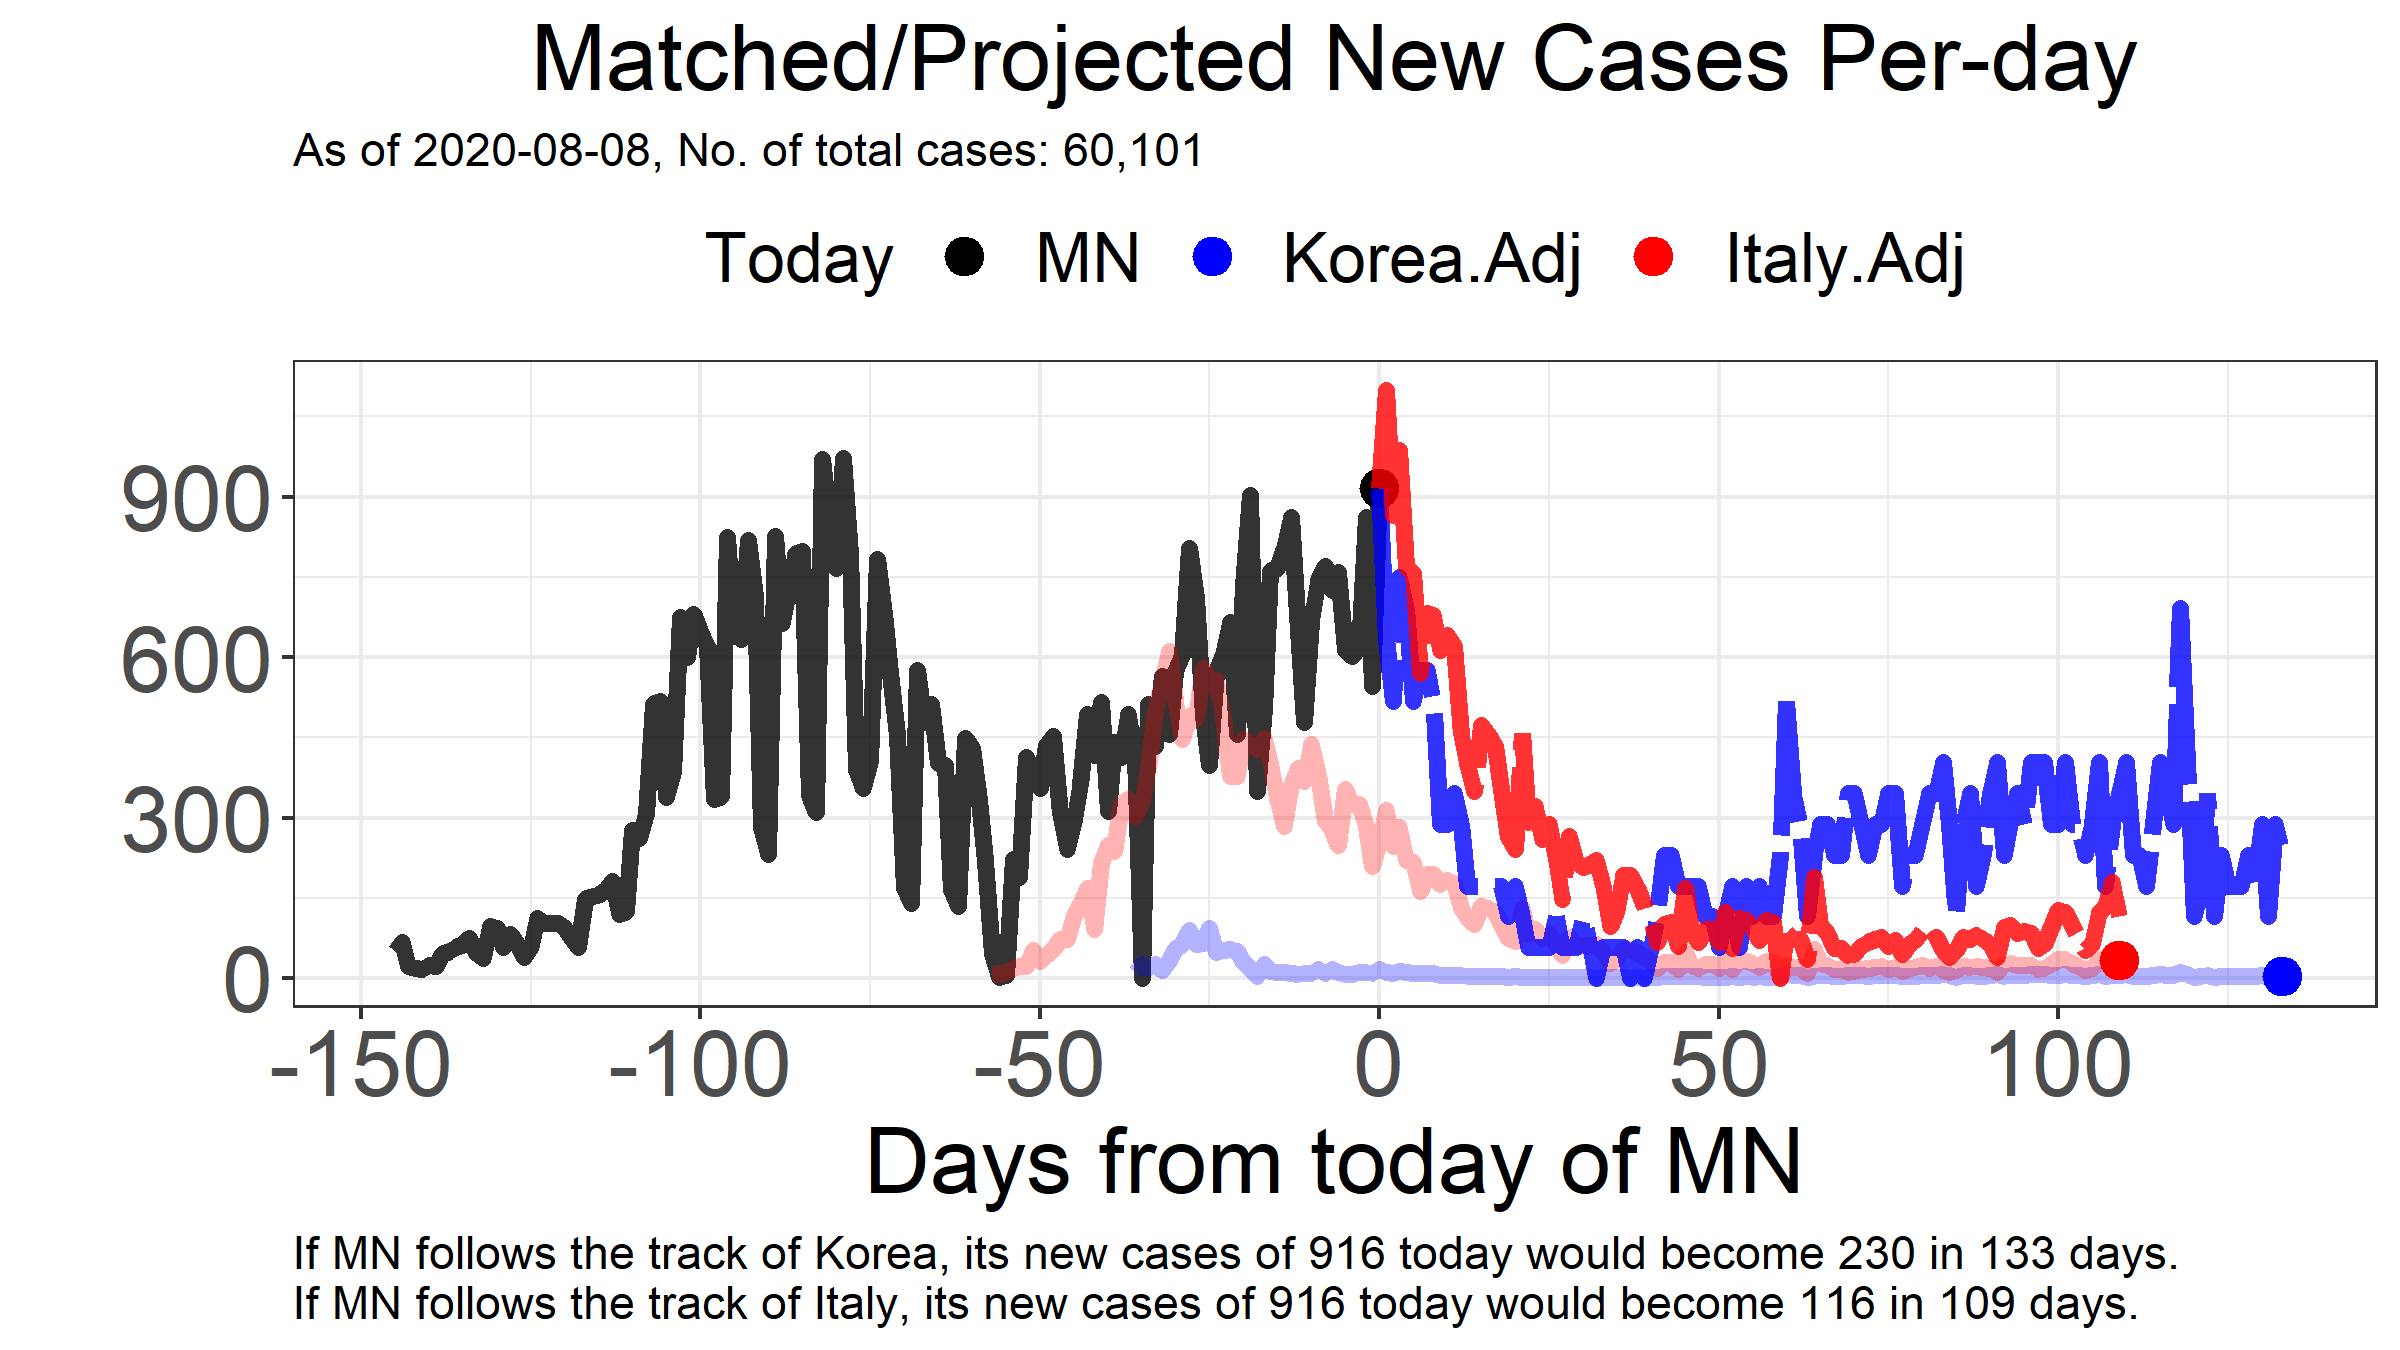 Matched/Projected New Cases Per-day
As of 2020-08-08, No. of total cases: 60,101
Today MN Korea.Adj Italy.Adj
900
600
300
0
-150 -100 -50 0 50 100
Days from today of MN
If MN follows the track of Korea, its new cases of 916 today would become 230 in 133 days.
If MN follows the track of Italy, its new cases of 916 today would become 116 in 109 days.